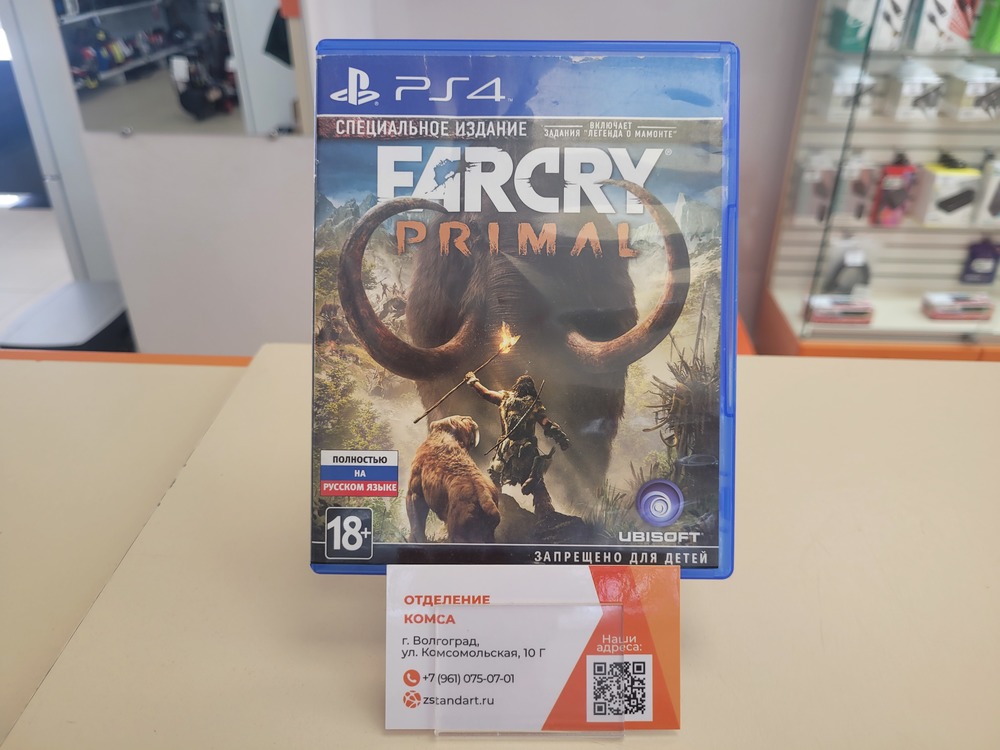 PS4
СПЕЦИАЛЬНОЕ ИЗДАНИЕ
ВКЛЮЧАЕТ
ЗАДАНИЯ "ЛЕГЕНДА О МАМОНТЕ"
FARCRY
PRIMAL
ПОЛНОСТЬЮ
НА
РУССКОМ ЯЗЫКЕ
18+
UBISOFT
ЗАПРЕЩЕНО ДЛЯ ДЕТЕЙ
ОТДЕЛЕНИЕ
КОМСА
г. Волгоград,
ул. Комсомольская, 10 Г
+7 (961) 075-07-01
zstandart.ru
Наши
адреса: